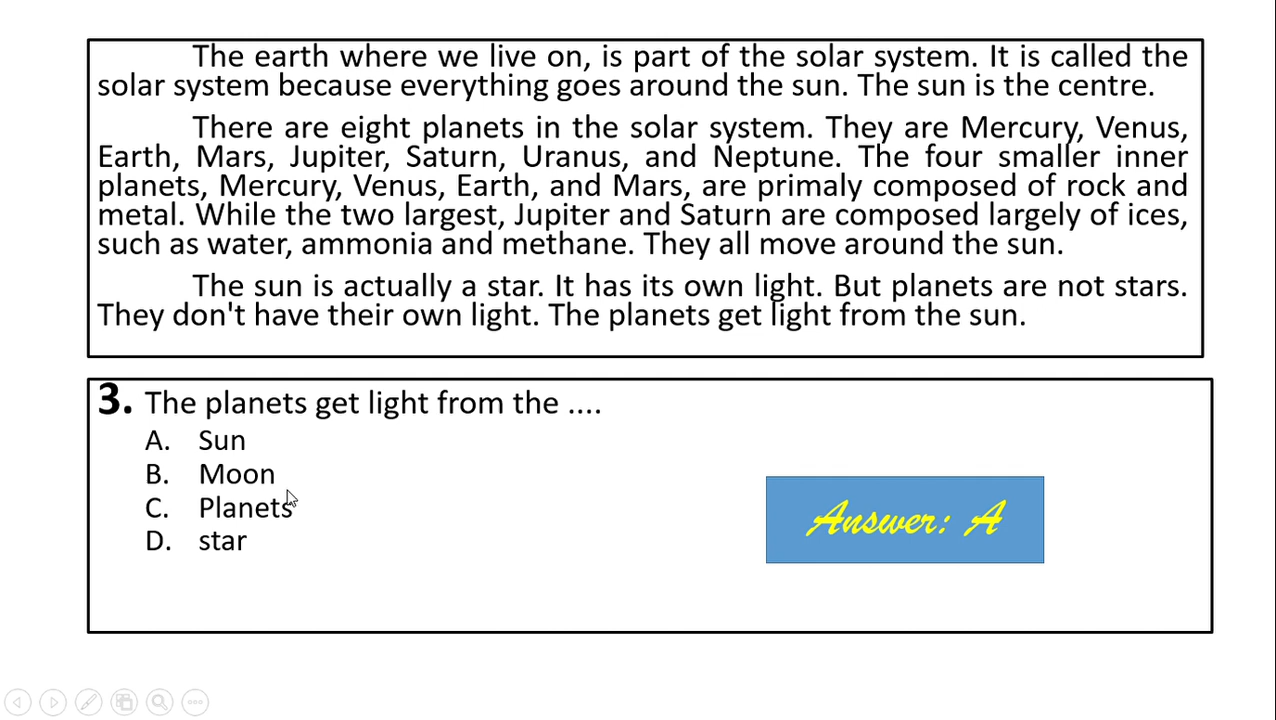 The earth where we live on, is part of the solar system. It is called the
solar system because everything goes around the sun. The sun is the centre.
There are eight planets in the solar system. They are Mercury, Venus,
Earth, Mars, Jupiter, Saturn, Uranus, and Neptune. The four smaller inner
planets, Mercury, Venus, Earth, and Mars, are primaly composed of rock and
metal. While the two largest, Jupiter and Saturn are composed largely of ices,
such as water, ammonia and methane. They all move around the sun.
The sun is actually a star. It has its own light. But planets are not stars.
They don't have their own light. The planets get light from the sun.
3. The planets get light from the ....
A. Sun
B. Moon
C. Planets
D. star
Answer: A